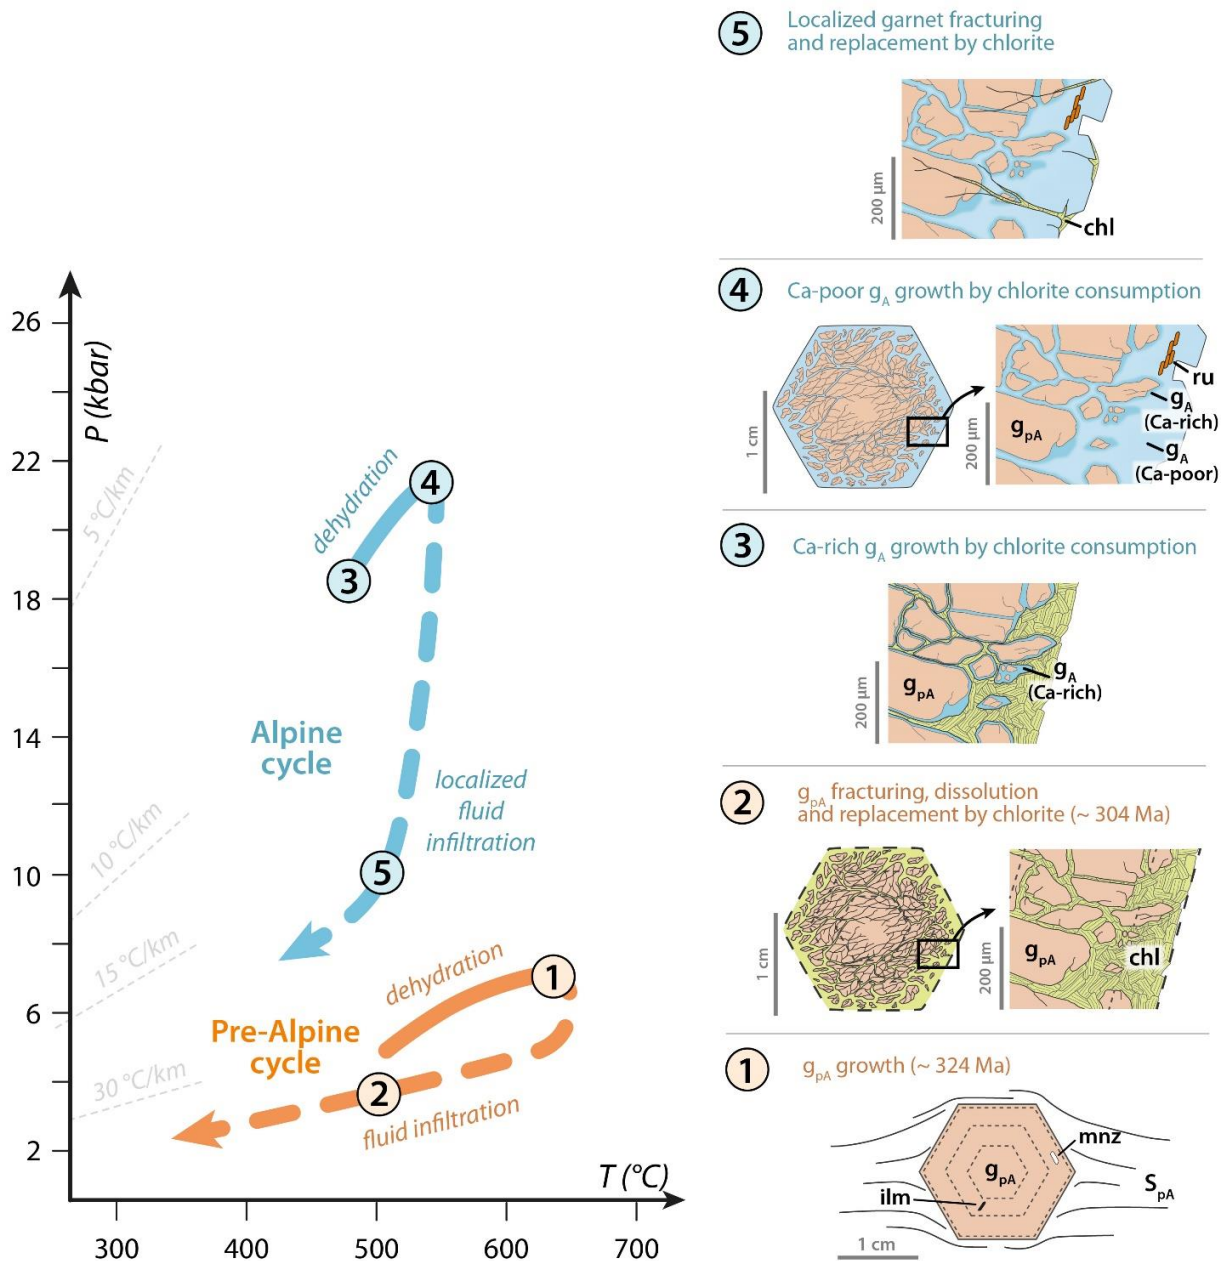 26
22
18
14
10
6
2
P (kbar)
300
400
500
600
700
T (°C)
5 °C/km
10 °C/km
15 °C/km
30 °C/km
dehydration
4
3
Alpine
cycle
localized
fluid
infiltration
5
dehydration
1
Pre-Alpine
cycle
2
fluid infiltration
5
Localized garnet fracturing
and replacement by chlorite
200 µm
chl
4
Ca-poor gA growth by chlorite consumption
1 cm
200 µm
gpA
ru
gA
(Ca-rich)
gA
(Ca-poor)
3
Ca-rich gA growth by chlorite consumption
200 µm
gpA
gA
(Ca-rich)
2
gpA fracturing, dissolution
and replacement by chlorite (~ 304 Ma)
1 cm
200 µm
gpA
chl
1
gpA growth (~ 324 Ma)
mnz
gpA
SpA
ilm
1 cm